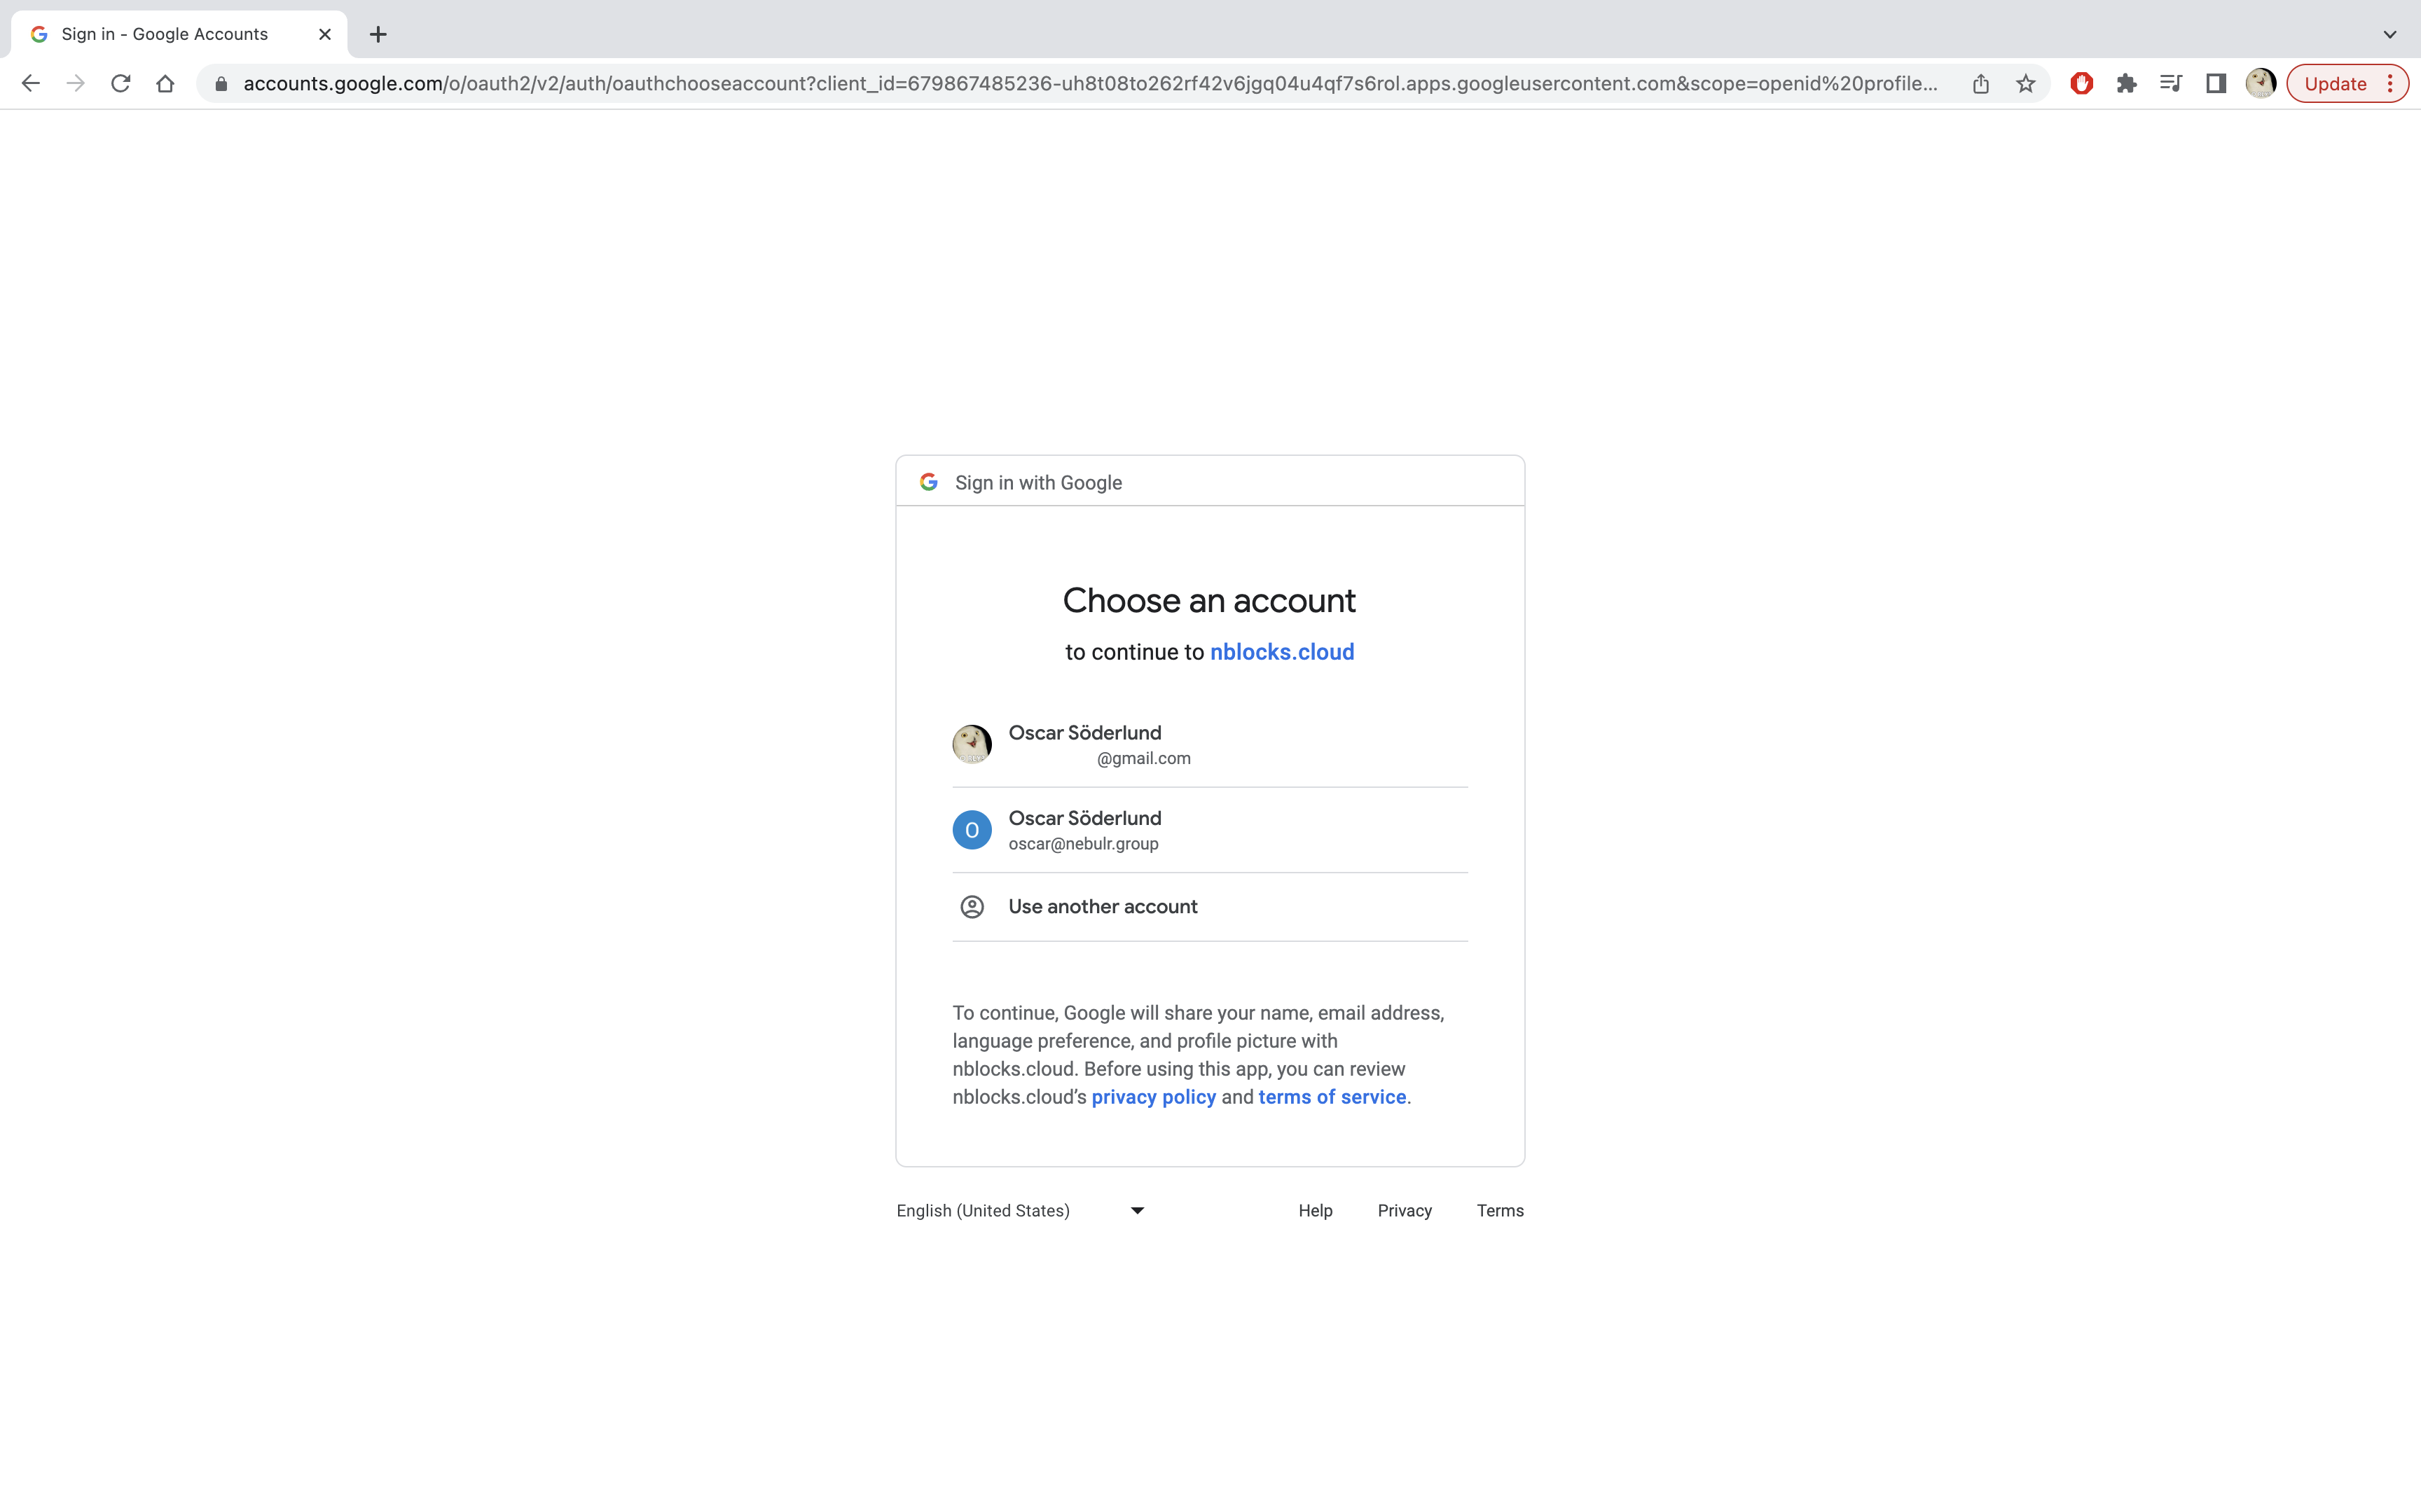 Sign in - Google Accounts
accounts.google.com/o/oauth2/v2/auth/oauthchooseaccount?client_id=679867485236-uh8t08to262rf42v6jgq04u4qf7s6rol.apps.googleusercontent.com&scope=openid%20profile...
Update
Sign in with Google
Choose an account
to continue to nblocks.cloud
Oscar Söderlund
@gmail.com
O
Oscar Söderlund
oscar@nebulr.group
Use another account
To continue, Google will share your name, email address,
language preference, and profile picture with
nblocks.cloud. Before using this app, you can review
nblocks.cloud’s privacy policy and terms of service.
English (United States)
Help
Privacy
Terms